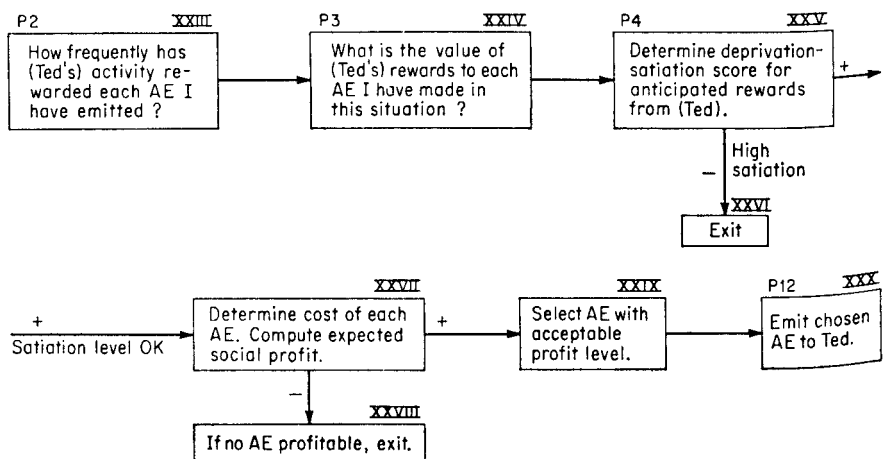 P2 XXIII
How frequently has
(Ted's) activity re-
warded each AE I
have emitted ?
P3 XXIV
What is the value of
(Ted's) rewards to each
AE I have made in
this situation ?
P4 XXV
Determine deprivation-
satiation score for
anticipated rewards
from (Ted).
+
–
High
satiation
XXVI
Exit
+
Satiation level OK
XXVII
Determine cost of each
AE. Compute expected
social profit.
+
–
XXVIII
If no AE profitable, exit.
XXIX
Select AE with
acceptable
profit level.
P12 XXX
Emit chosen
AE to Ted.